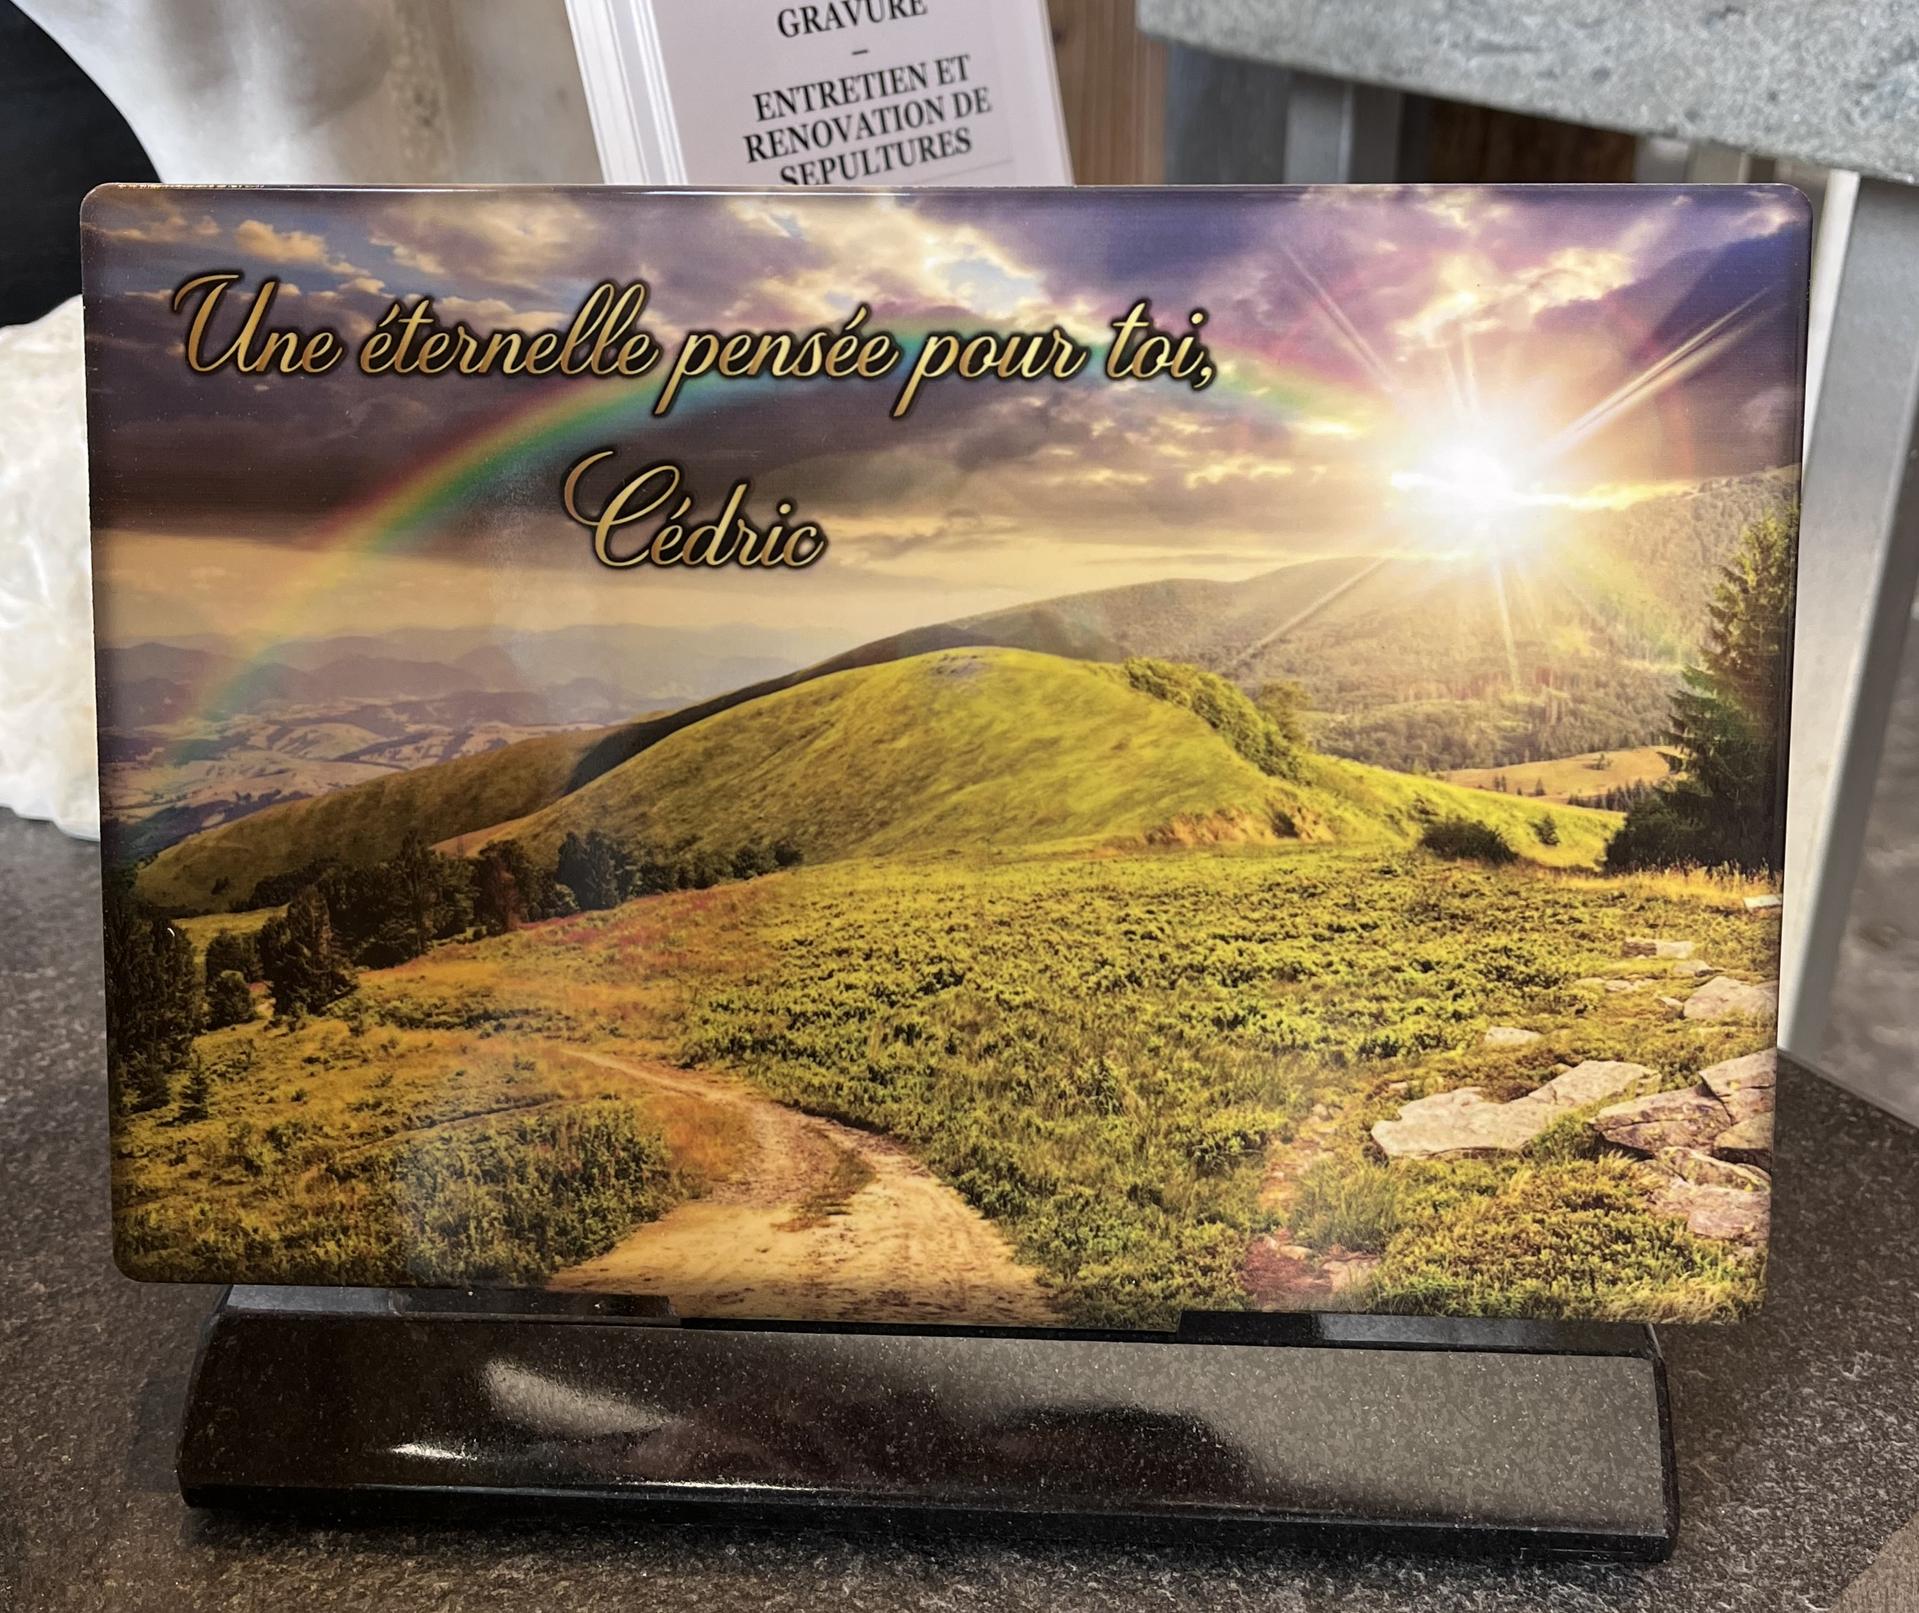 GRAVURE
–
ENTRETIEN ET
RENOVATION DE
SEPULTURES
Une éternelle pensée pour toi,
Cédric